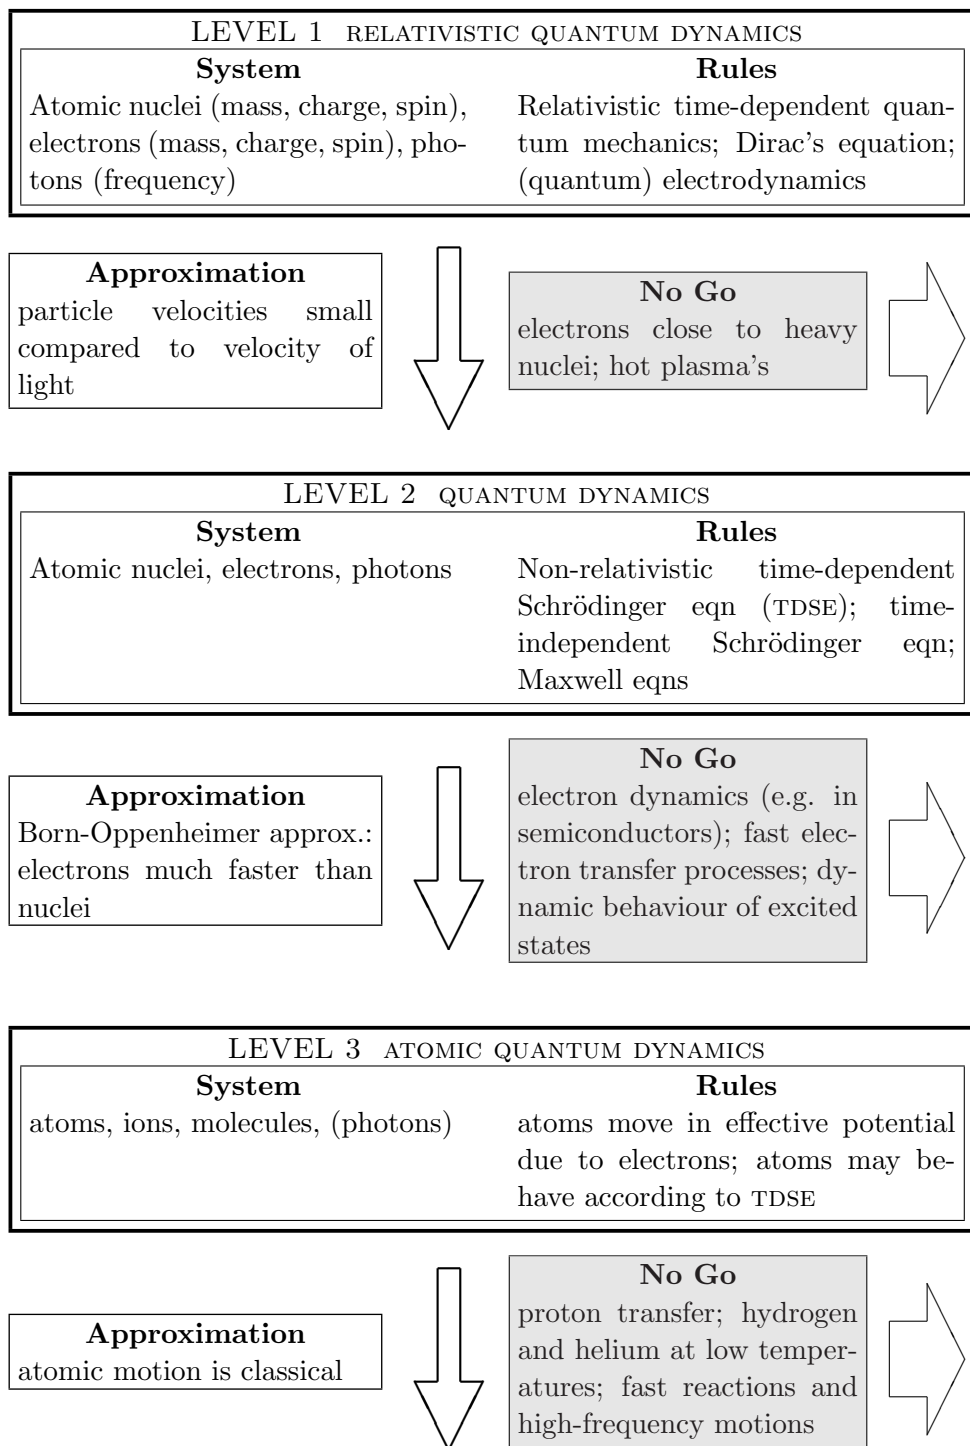 LEVEL 1 RELATIVISTIC QUANTUM DYNAMICS
System
Atomic nuclei (mass, charge, spin),
electrons (mass, charge, spin), pho-
tons (frequency)
Rules
Relativistic time-dependent quan-
tum mechanics; Dirac's equation;
(quantum) electrodynamics
Approximation
particle velocities small
compared to velocity of
light
No Go
electrons close to heavy
nuclei; hot plasma's
LEVEL 2 QUANTUM DYNAMICS
System
Atomic nuclei, electrons, photons
Rules
Non-relativistic time-dependent
Schrödinger eqn (TDSE); time-
independent Schrödinger eqn;
Maxwell eqns
Approximation
Born-Oppenheimer approx.:
electrons much faster than
nuclei
No Go
electron dynamics (e.g. in
semiconductors); fast elec-
tron transfer processes; dy-
namic behaviour of excited
states
LEVEL 3 ATOMIC QUANTUM DYNAMICS
System
atoms, ions, molecules, (photons)
Rules
atoms move in effective potential
due to electrons; atoms may be-
have according to TDSE
Approximation
atomic motion is classical
No Go
proton transfer; hydrogen
and helium at low temper-
atures; fast reactions and
high-frequency motions